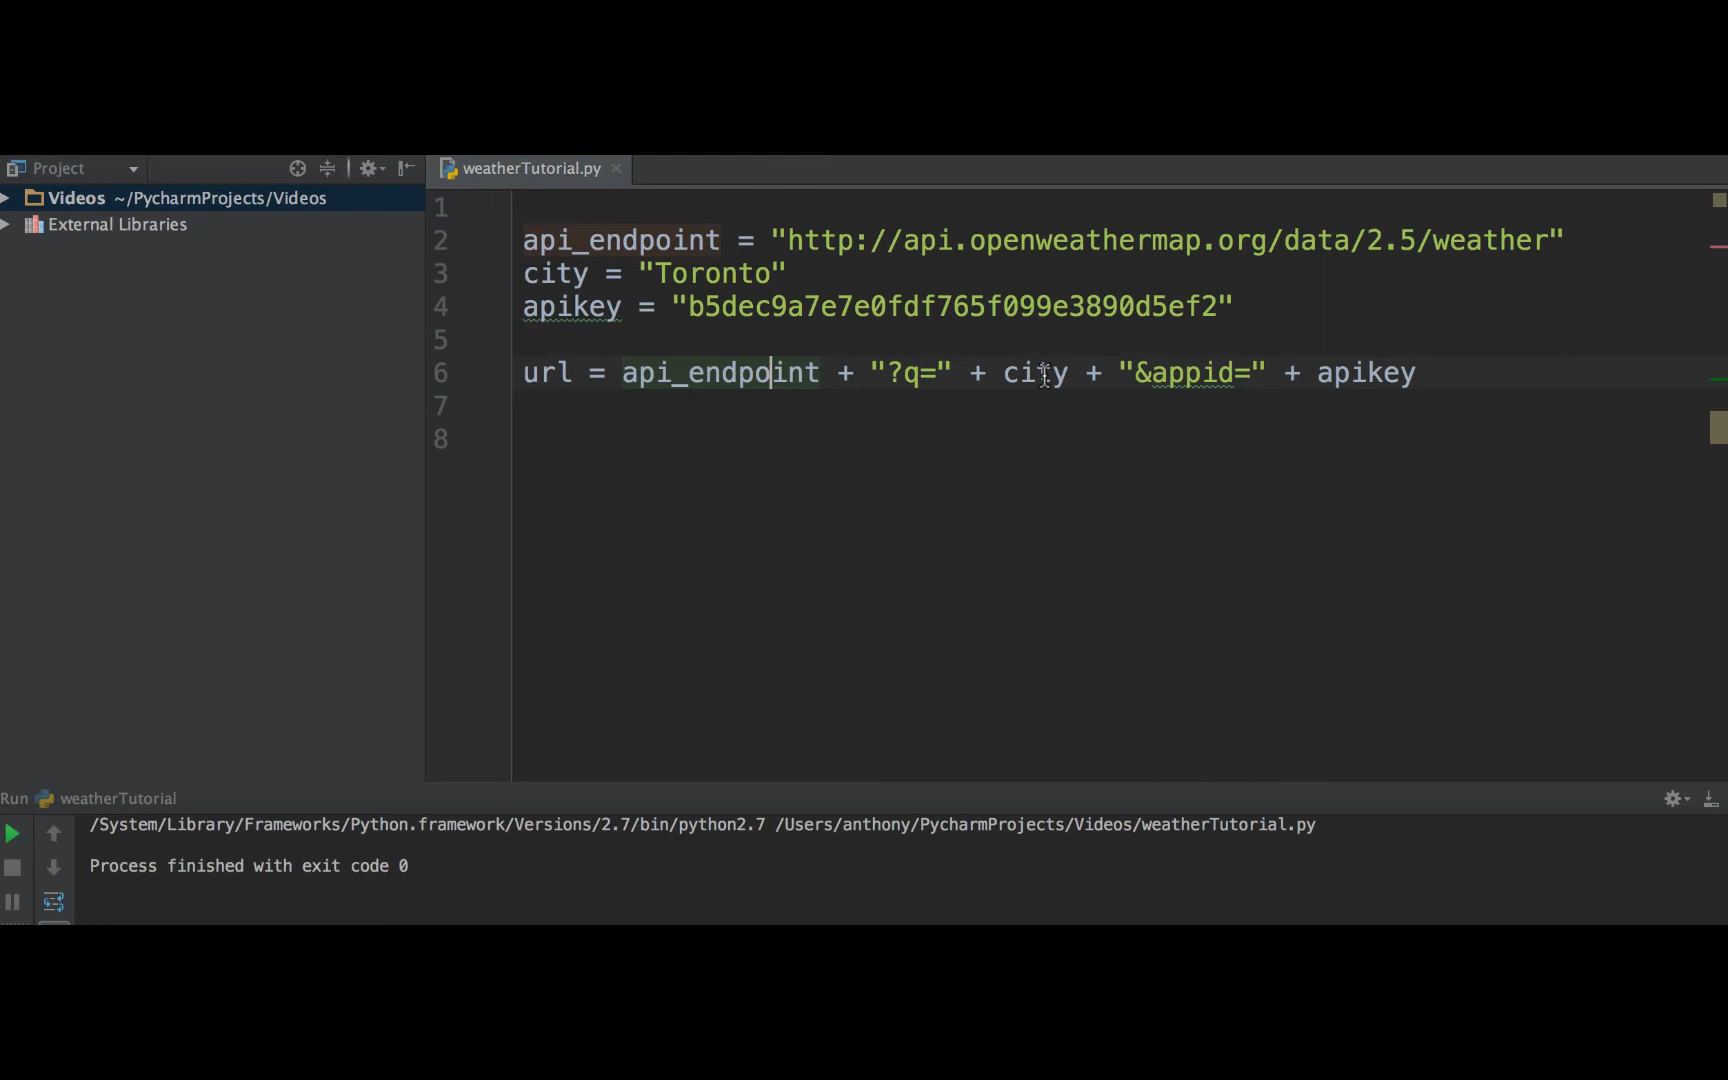 Project
weatherTutorial.py
Videos ~/PycharmProjects/Videos
External Libraries
1
2 api_endpoint = "http://api.openweathermap.org/data/2.5/weather"
3 city = "Toronto"
4 apikey = "b5dec9a7e7e0fdf765f099e3890d5ef2"
5
6 url = api_endpoint + "?q=" + city + "&appid=" + apikey
7
8
Run weatherTutorial
/System/Library/Frameworks/Python.framework/Versions/2.7/bin/python2.7 /Users/anthony/PycharmProjects/Videos/weatherTutorial.py
Process finished with exit code 0